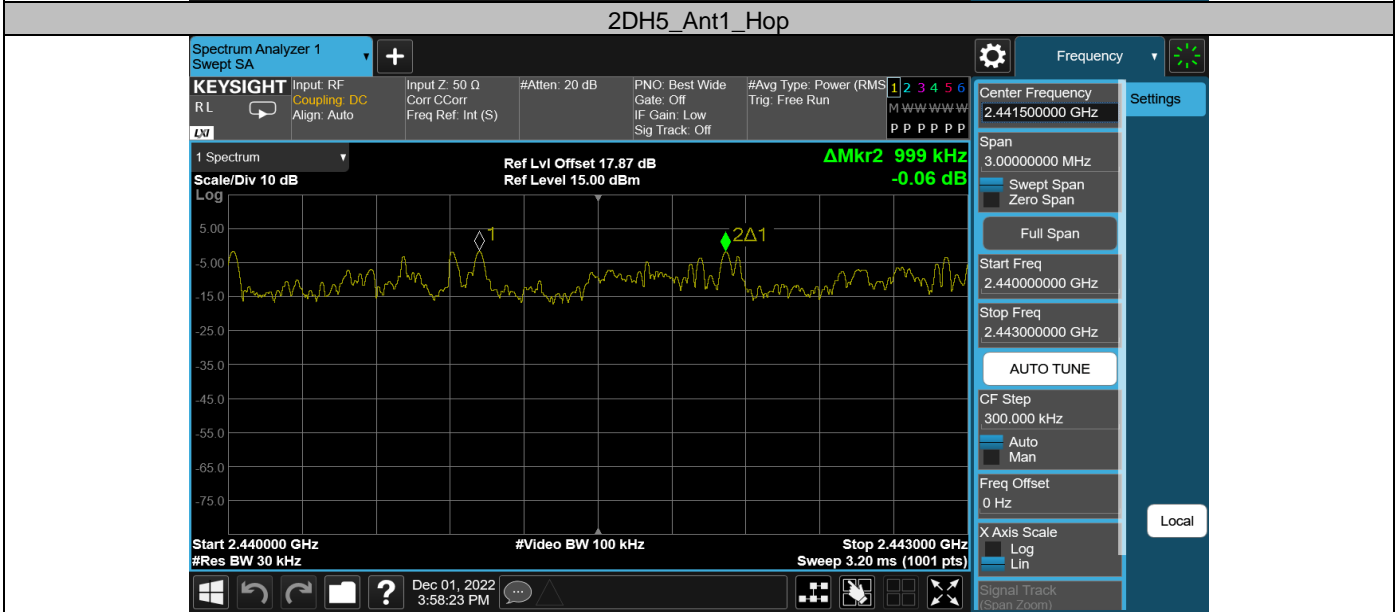 2DH5_Ant1_Hop
Spectrum Analyzer 1
Swept SA
Frequency
KEYSIGHT
R L
LXI
Input: RF
Coupling: DC
Align: Auto
Input Z: 50 Ω
Corr CCorr
Freq Ref: Int (S)
#Atten: 20 dB
PNO: Best Wide
Gate: Off
IF Gain: Low
Sig Track: Off
#Avg Type: Power (RMS
Trig: Free Run
1 2 3 4 5 6
M W W W W W
P P P P P P
1 Spectrum
Scale/Div 10 dB
Log
Ref Lvl Offset 17.87 dB
Ref Level 15.00 dBm
ΔMkr2 999 kHz
-0.06 dB
1
2Δ1
5.00
-5.00
-15.0
-25.0
-35.0
-45.0
-55.0
-65.0
-75.0
Start 2.440000 GHz
#Res BW 30 kHz
#Video BW 100 kHz
Stop 2.443000 GHz
Sweep 3.20 ms (1001 pts)
?
Dec 01, 2022
3:58:23 PM
Center Frequency
2.441500000 GHz
Settings
Span
3.00000000 MHz
Swept Span
Zero Span
Full Span
Start Freq
2.440000000 GHz
Stop Freq
2.443000000 GHz
AUTO TUNE
CF Step
300.000 kHz
Auto
Man
Freq Offset
0 Hz
Local
X Axis Scale
Log
Lin
Signal Track
(Span Zoom)